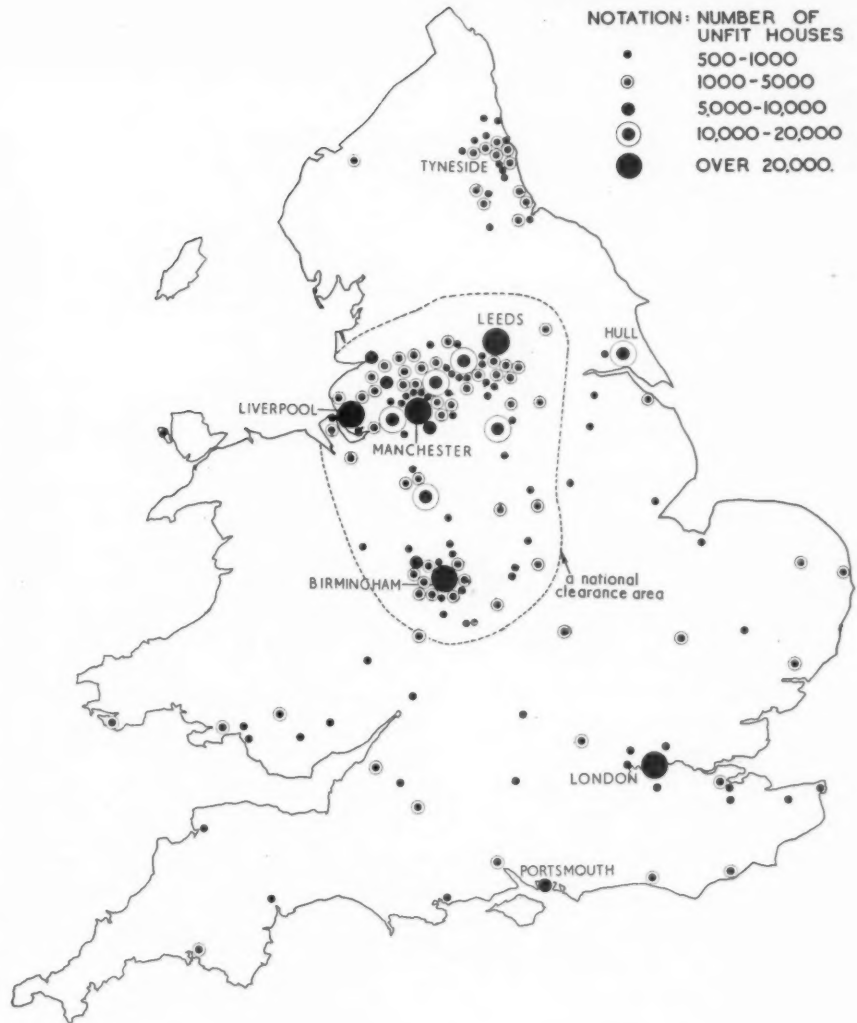 NOTATION: NUMBER OF
UNFIT HOUSES
500-1000
1000-5000
5,000-10,000
10,000-20,000
OVER 20,000.
TYNESIDE
LEEDS
HULL
LIVERPOOL
MANCHESTER
BIRMINGHAM
a national
clearance area
LONDON
PORTSMOUTH